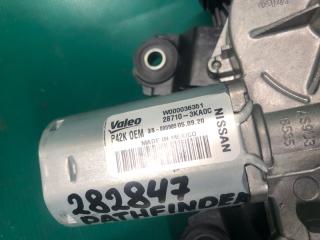 Valeo
W000036361
P42K OEM
28710-3KA0C
MADE IN MEXICO
NISSAN
282847
PATHFINDER